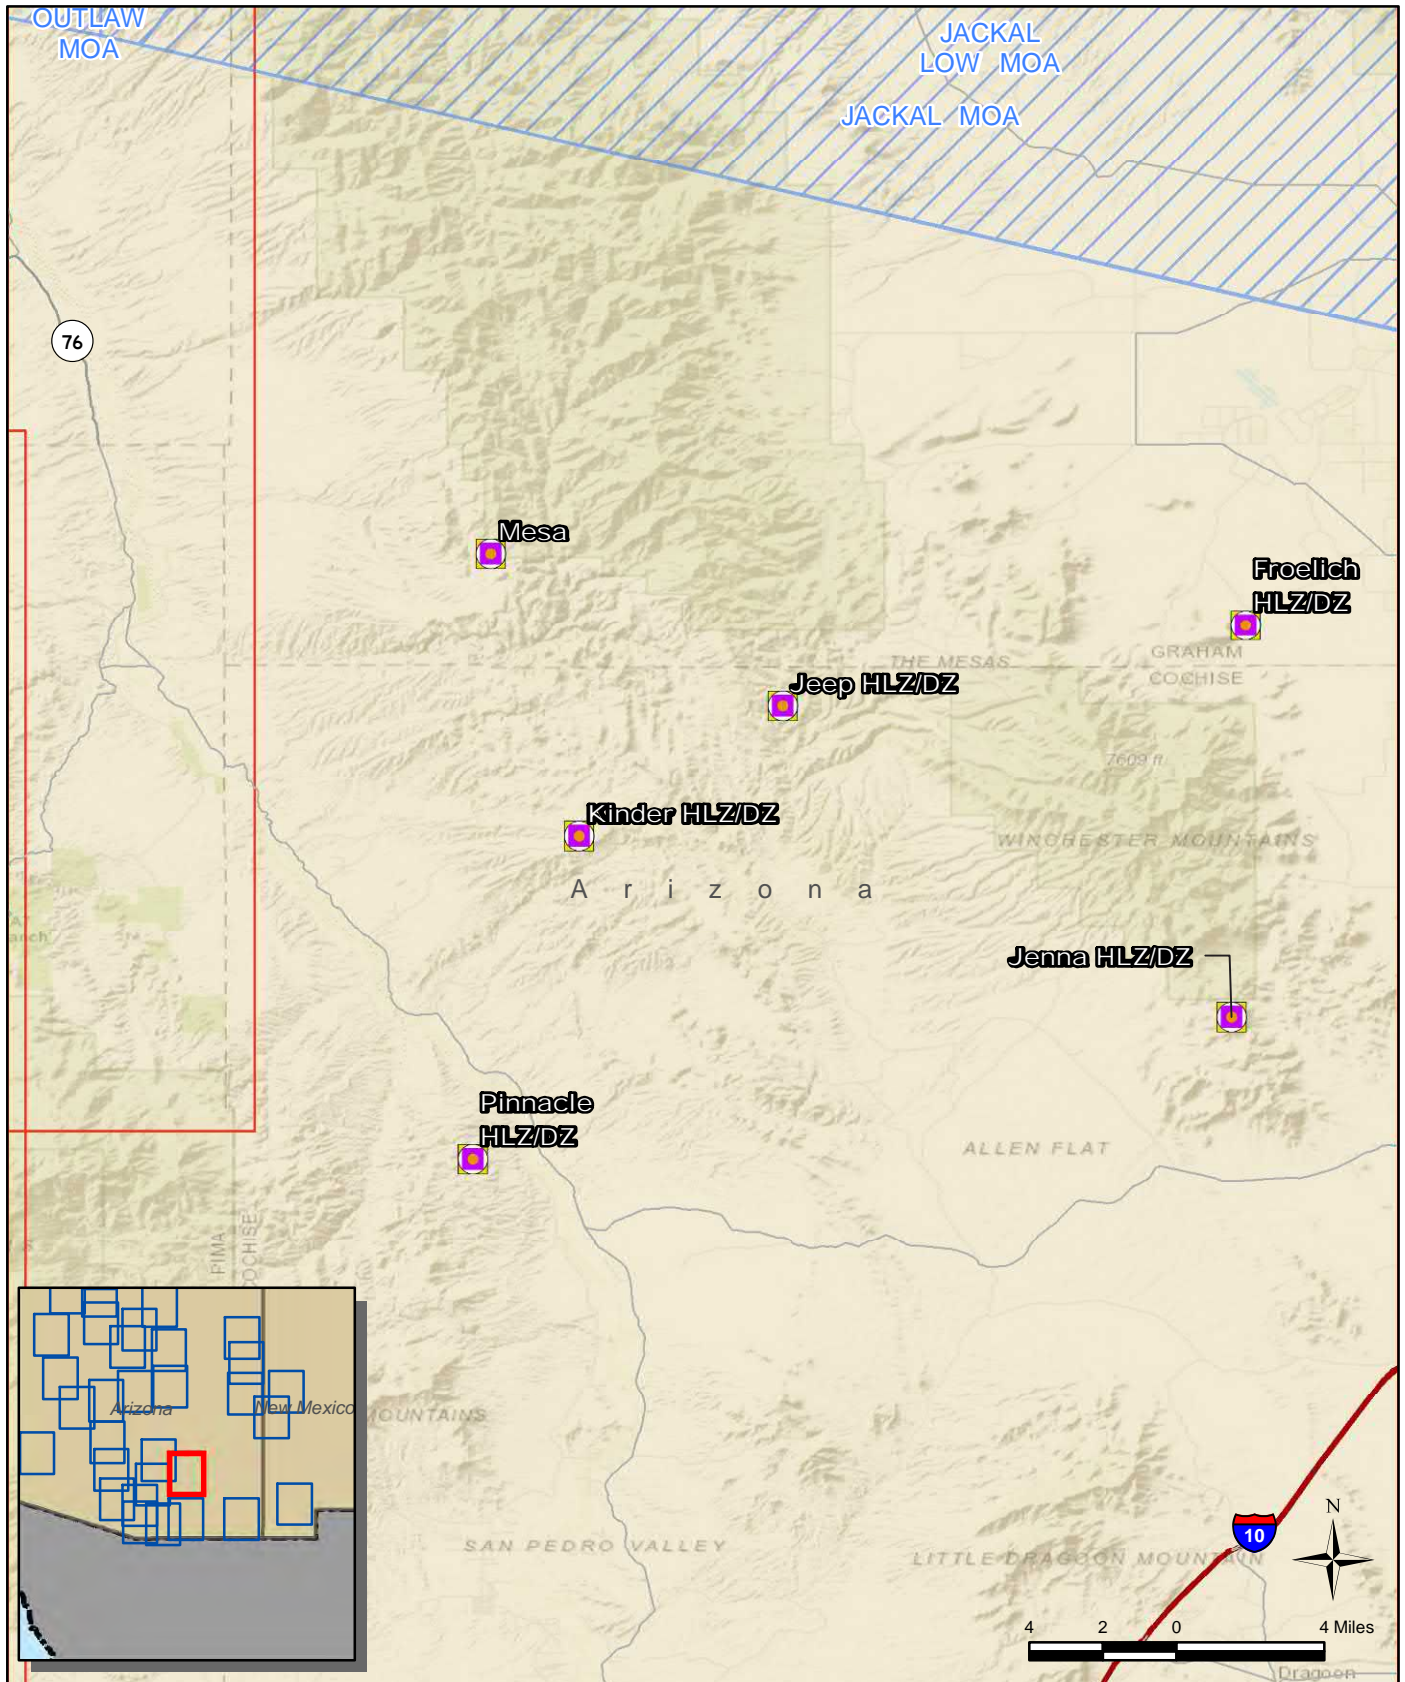 OUTLAW
MOA
JACKAL
LOW MOA
JACKAL MOA
76
Mesa
Froelich
HLZ/DZ
GRAHAM
COCHISE
THE MESAS
Jeep HLZ/DZ
7609 ft
Kinder HLZ/DZ
WINCHESTER MOUNTAINS
Arizona
Jenna HLZ/DZ
Pinnacle
HLZ/DZ
ALLEN FLAT
PIMA
COCHISE
Arizona
New Mexico
MOUNTAINS
SAN PEDRO VALLEY
LITTLE DRAGOON MOUNTAIN
10
N
4 2 0 4 Miles
Dragoon